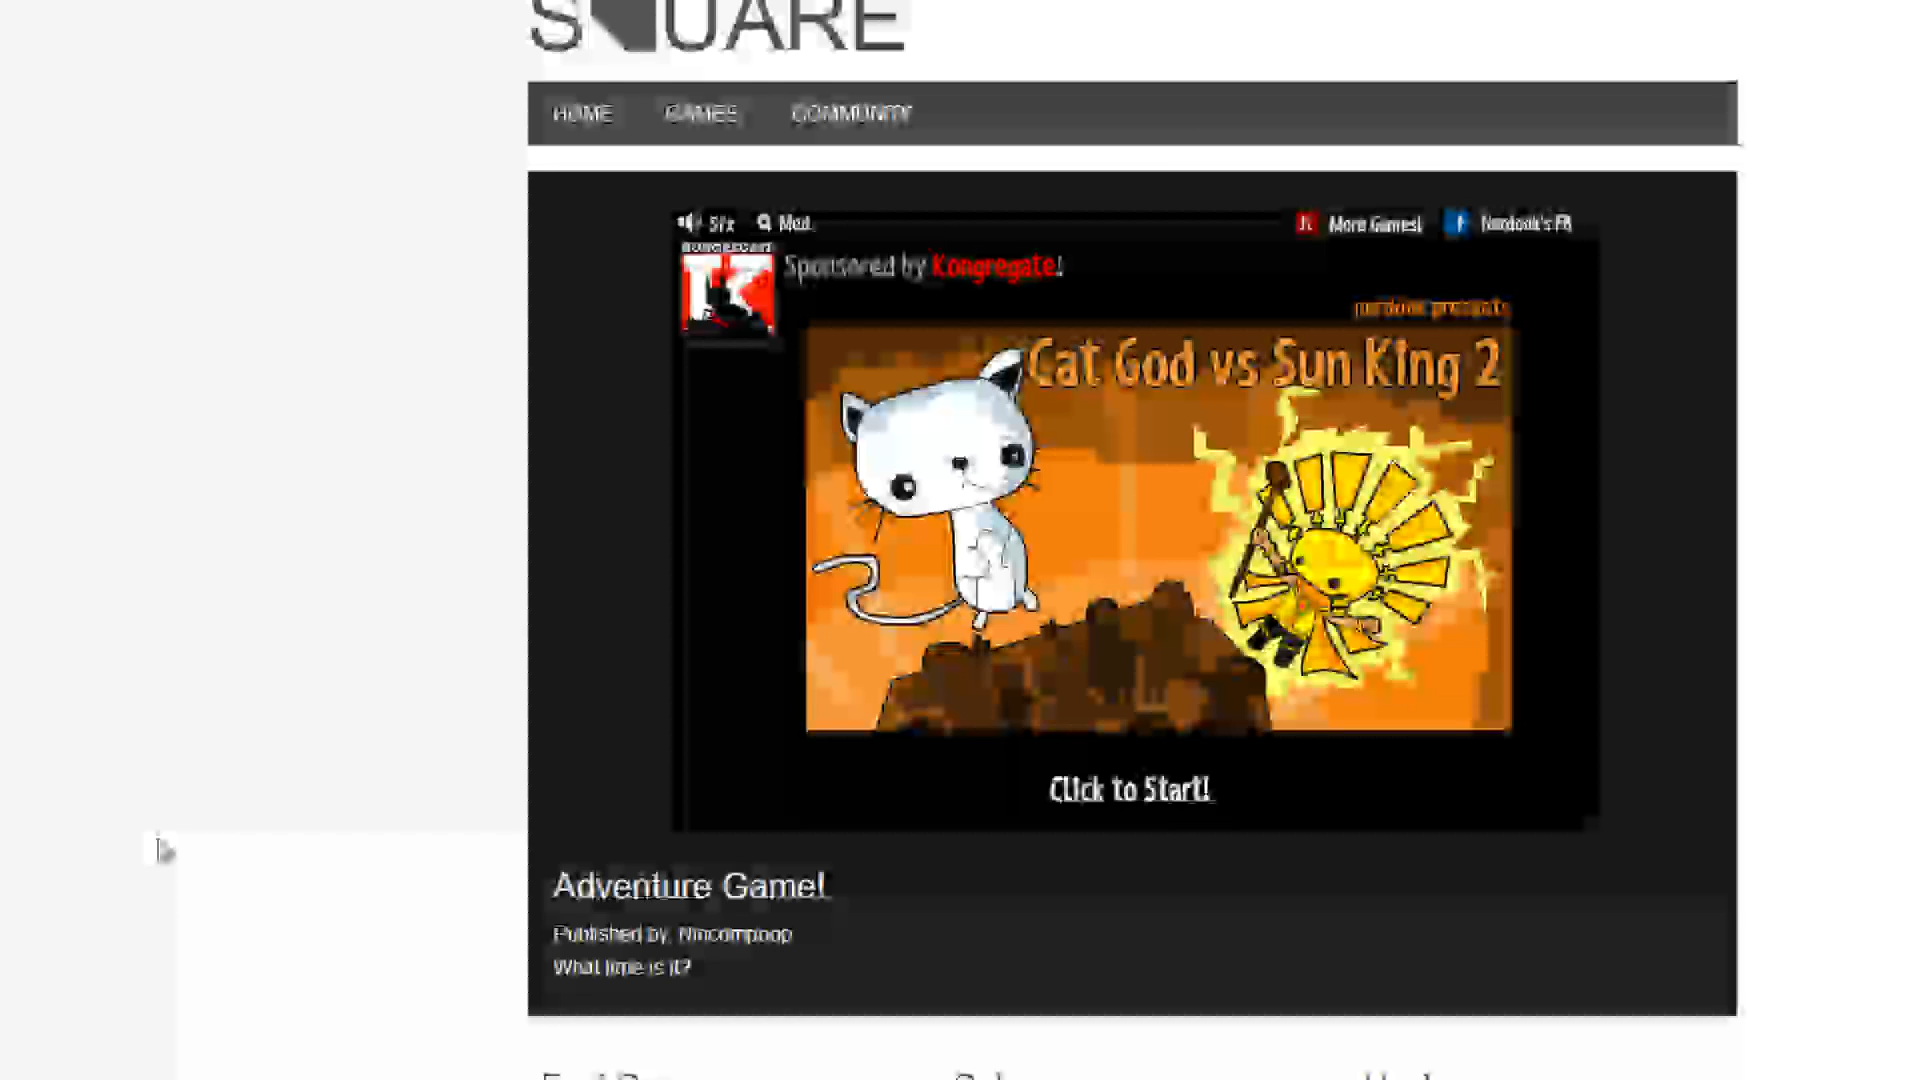 HOME GAMES COMMUNITY
Sfx Med
More Games!
Sponsored by Kongregate!
Cat God vs Sun King 2
Click to Start!
Adventure Game!
Published by: Nincompoop
What time is it?